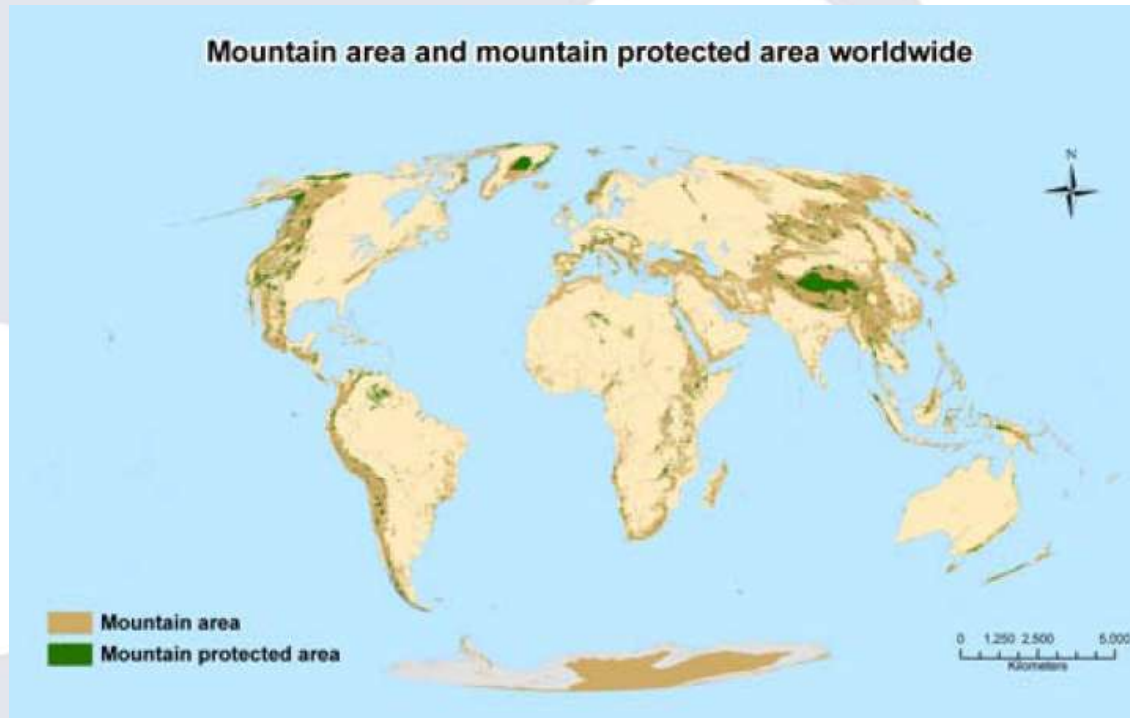 Mountain area and mountain protected area worldwide
N
Mountain area
Mountain protected area
0 1.250 2,500 5,000
Kilometers